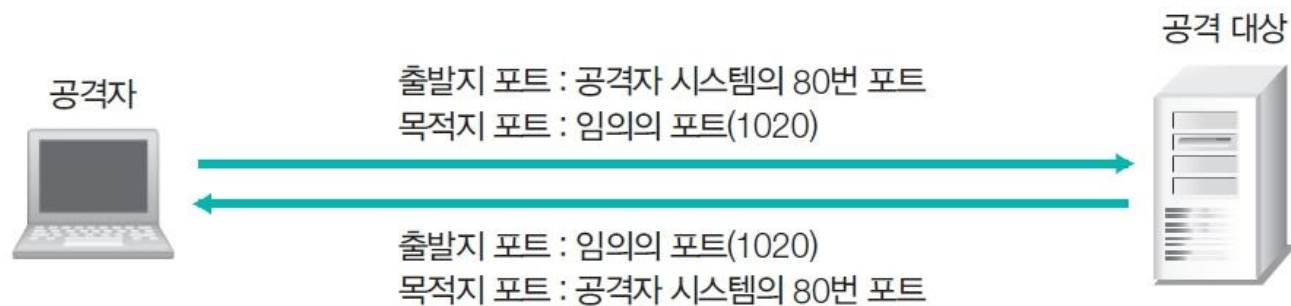 공격 대상
공격자
출발지 포트 : 공격자 시스템의 80번 포트
목적지 포트 : 임의의 포트(1020)
출발지 포트 : 임의의 포트(1020)
목적지 포트 : 공격자 시스템의 80번 포트